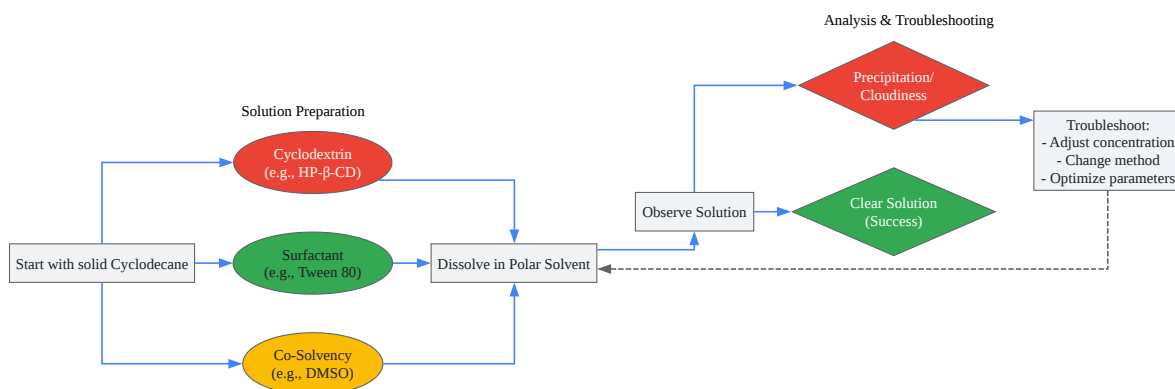 Analysis & Troubleshooting
Solution Preparation
Start with solid Cyclodecane
Cyclodextrin
(e.g., HP-β-CD)
Surfactant
(e.g., Tween 80)
Co-Solvency
(e.g., DMSO)
Dissolve in Polar Solvent
Observe Solution
Precipitation/
Cloudiness
Clear Solution
(Success)
Troubleshoot:
- Adjust concentration
- Change method
- Optimize parameters